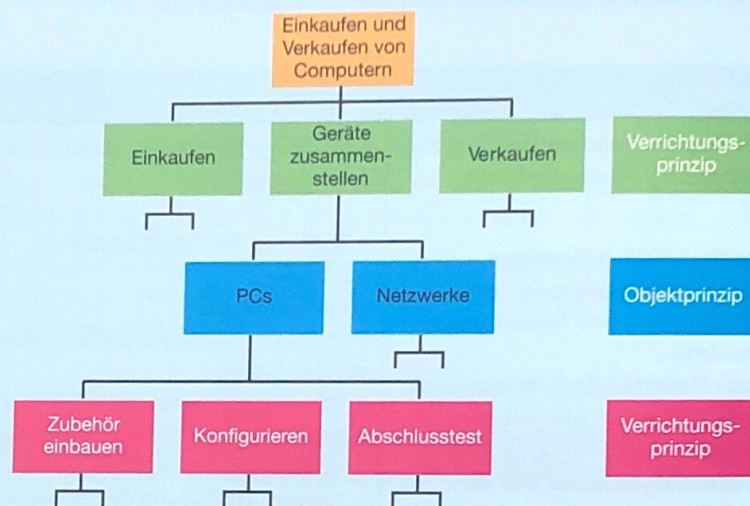 Einkaufen und
Verkaufen von
Computern
Einkaufen
Geräte
zusammen-
stellen
Verkaufen
Verrichtungs-
prinzip
PCs
Netzwerke
Objektprinzip
Zubehör
einbauen
Konfigurieren
Abschlusstest
Verrichtungs-
prinzip